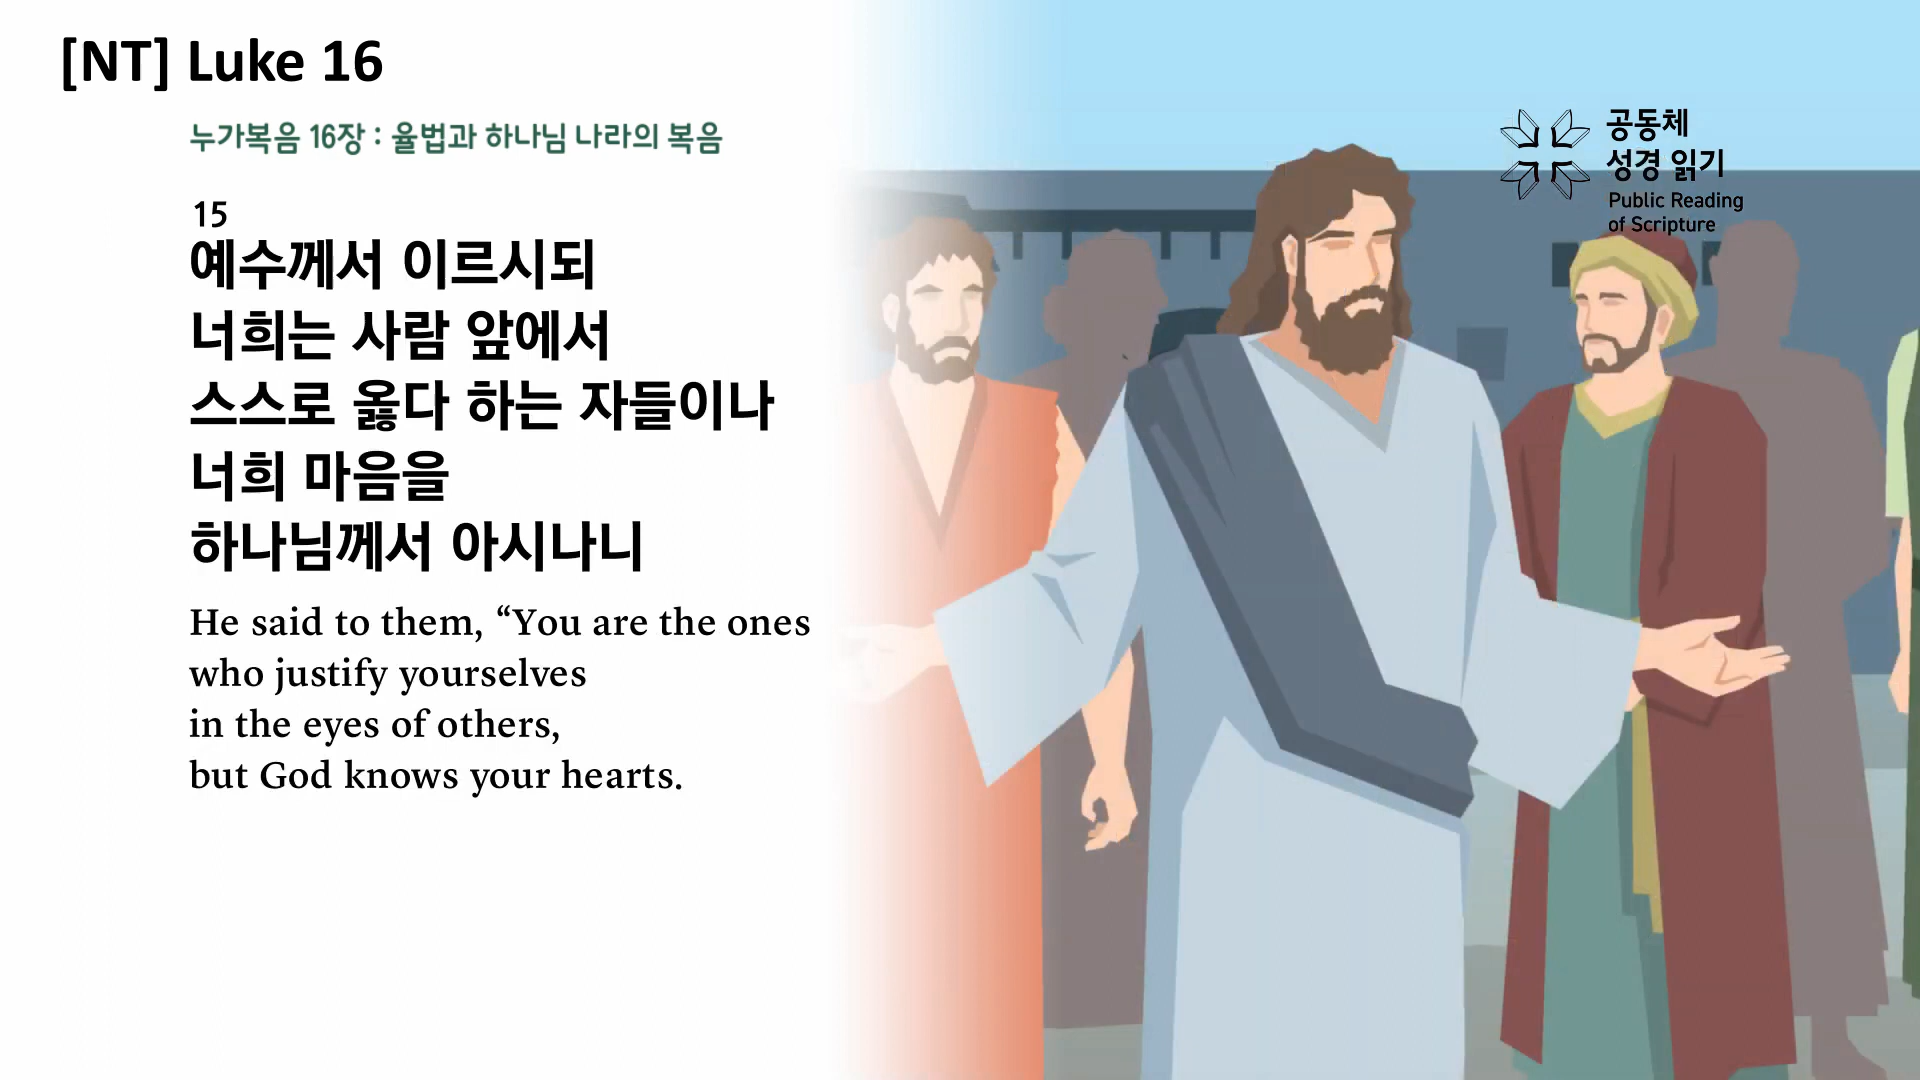 [NT] Luke 16
누가복음 16장 : 율법과 하나님 나라의 복음
공동체
성경 읽기
Public Reading
of Scripture
15
예수께서 이르시되
너희는 사람 앞에서
스스로 옳다 하는 자들이나
너희 마음을
하나님께서 아시나니
He said to them, “You are the ones
who justify yourselves
in the eyes of others,
but God knows your hearts.